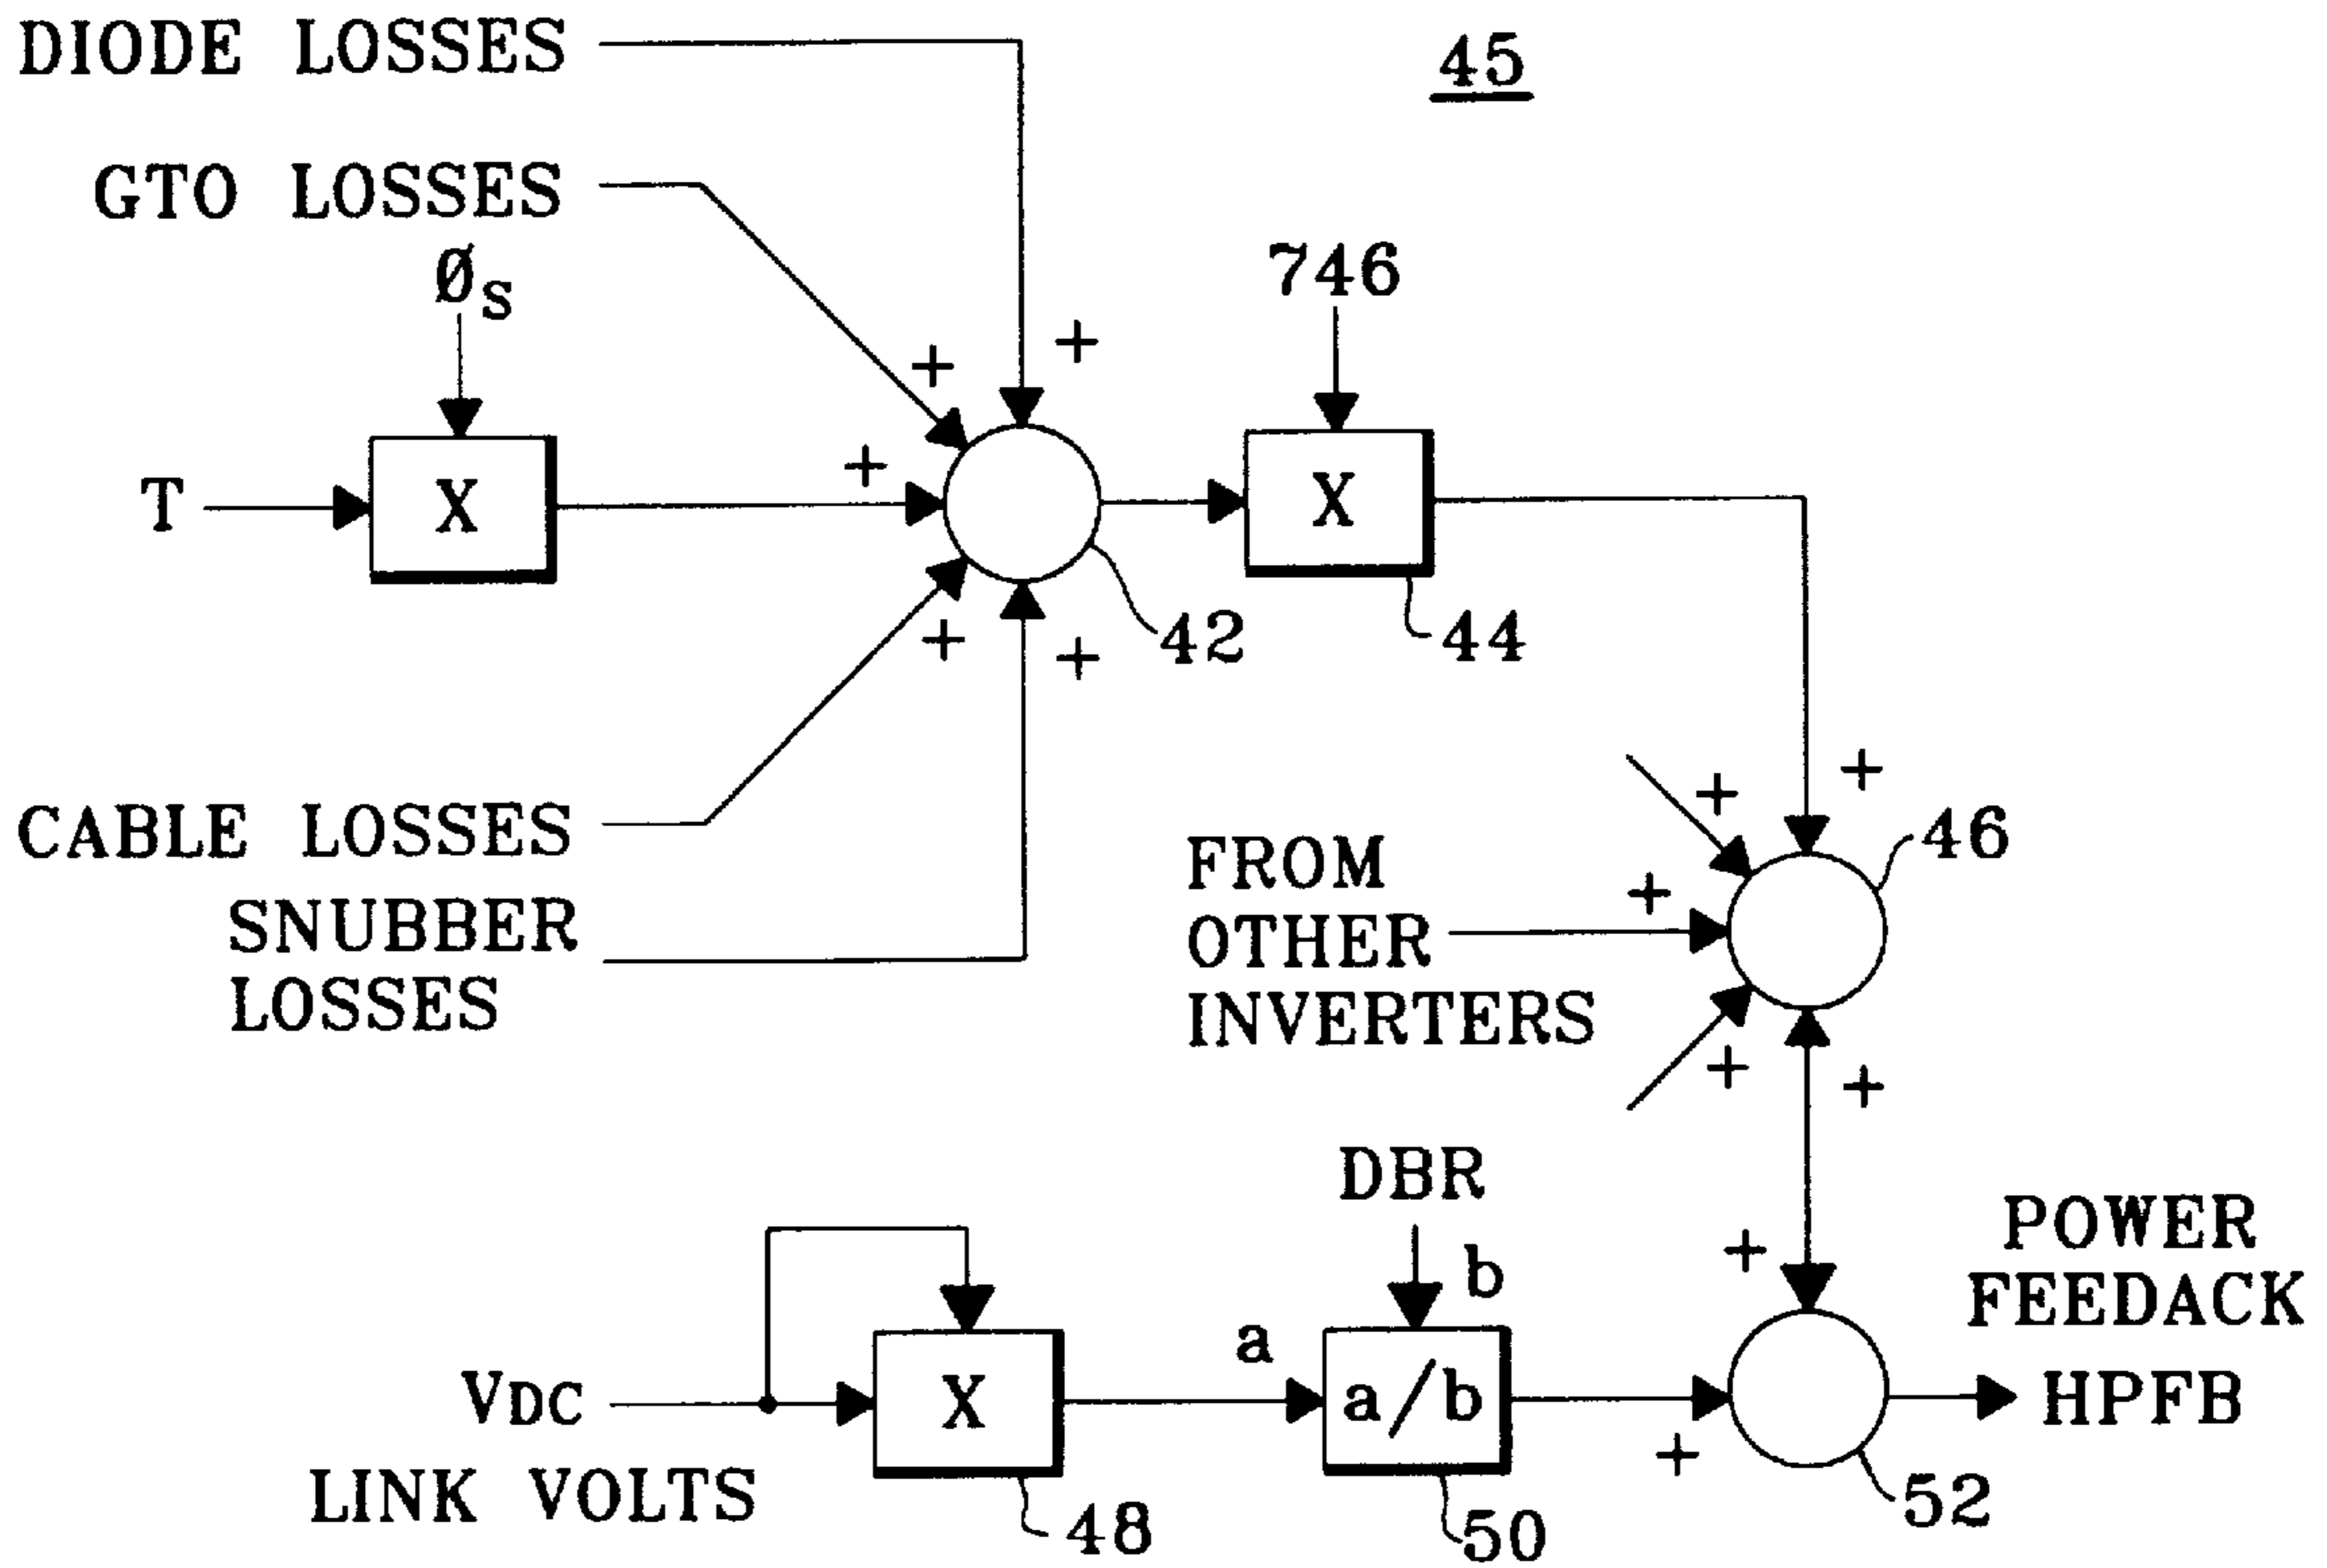 DIODE LOSSES
45
GTO LOSSES
Øs
746
+
+
T
X
+
X
+
+
42
44
+
+
CABLE LOSSES
SNUBBER
LOSSES
FROM
OTHER
INVERTERS
+
46
+
+
DBR
b
+
POWER
FEEDACK
HPFB
a
VDC
LINK VOLTS
X
a/b
+
48
50
52